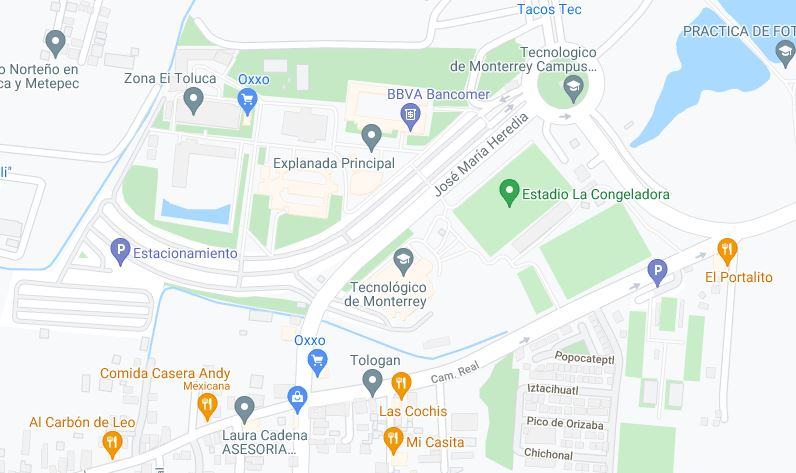 Tacos Tec
PRACTICA DE FOT
o Norteño en
ca y Metepec
Zona Ei Toluca
Oxxo
Tecnologico
de Monterrey Campus...
BBVA Bancomer
José María Heredia
Explanada Principal
li"
Estadio La Congeladora
P
Estacionamiento
P
El Portalito
Tecnológico
de Monterrey
Oxxo
Tologan
Cam. Real
Popocateptl
Comida Casera Andy
Mexicana
Iztacihuatl
Las Cochis
Al Carbón de Leo
Pico de Orizaba
Laura Cadena
ASESORIA...
Mi Casita
Chichonal